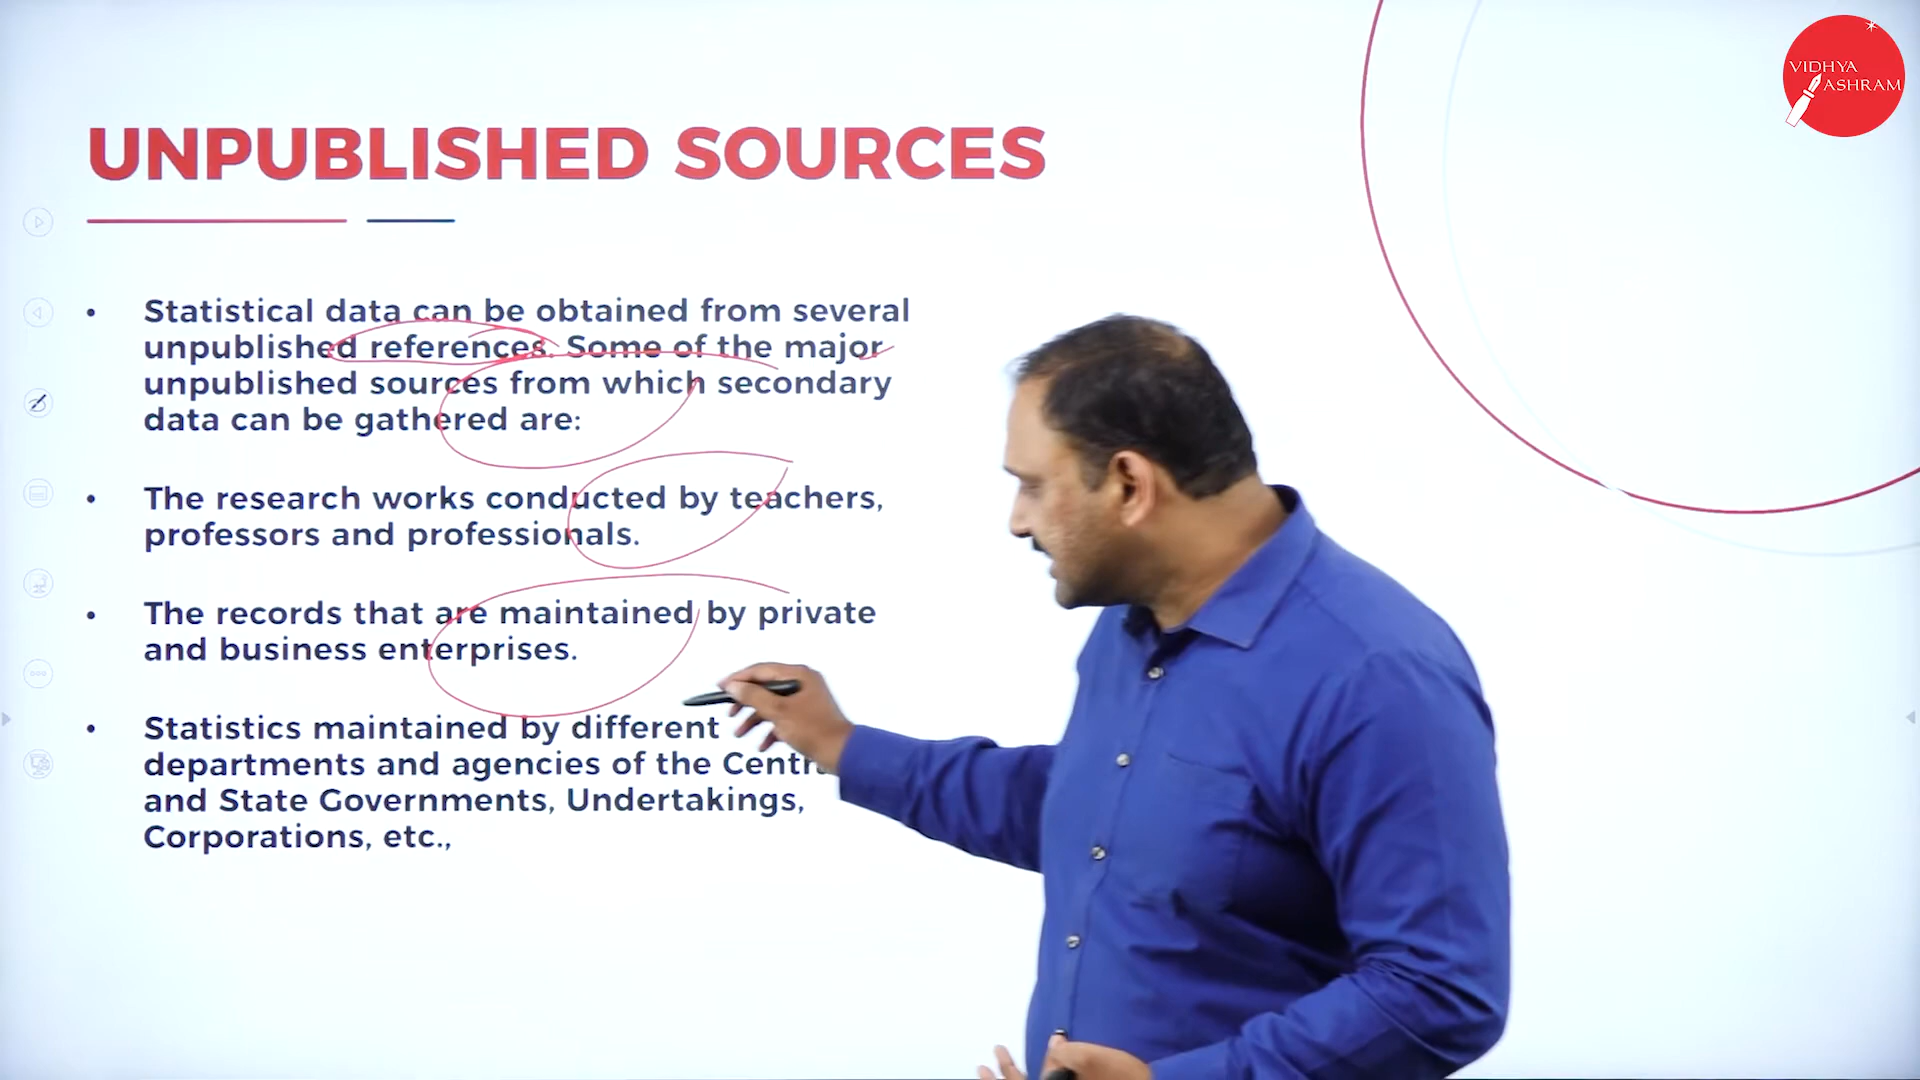 VIDHYA
ASHRAM
UNPUBLISHED SOURCES
• Statistical data can be obtained from several
unpublished references. Some of the major
unpublished sources from which secondary
data can be gathered are:
• The research works conducted by teachers,
professors and professionals.
• The records that are maintained by private
and business enterprises.
• Statistics maintained by different
departments and agencies of the
and State Governments, Undertakings,
Corporations, etc.,